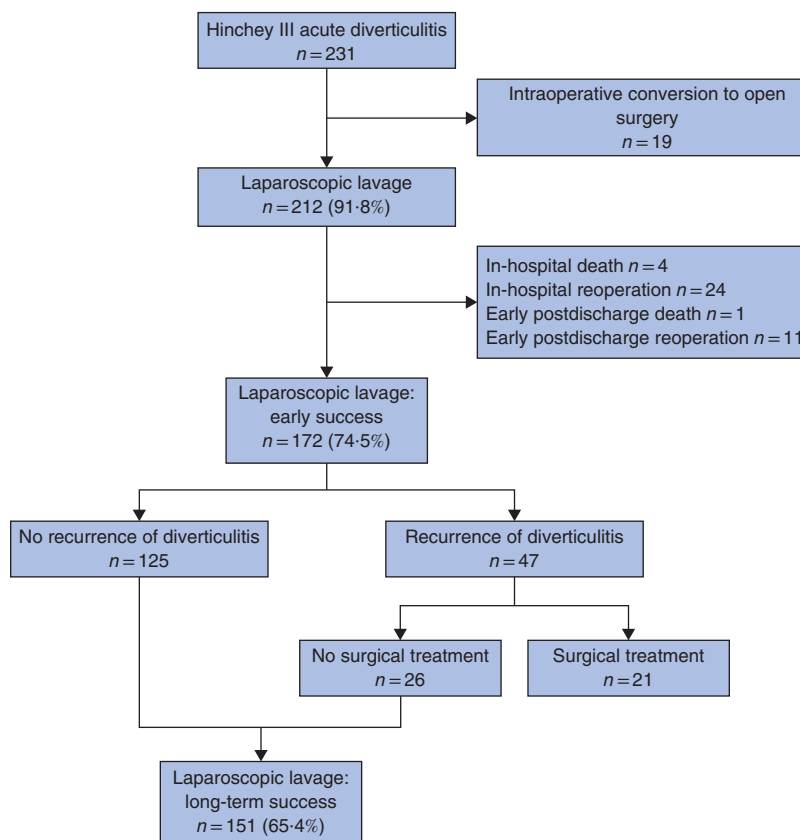 Hinchey III acute diverticulitis
n = 231
Intraoperative conversion to open
surgery
n = 19
Laparoscopic lavage
n = 212 (91·8%)
In-hospital death n = 4
In-hospital reoperation n = 24
Early postdischarge death n = 1
Early postdischarge reoperation n = 11
Laparoscopic lavage:
early success
n = 172 (74·5%)
No recurrence of diverticulitis
n = 125
Recurrence of diverticulitis
n = 47
No surgical treatment
n = 26
Surgical treatment
n = 21
Laparoscopic lavage:
long-term success
n = 151 (65·4%)